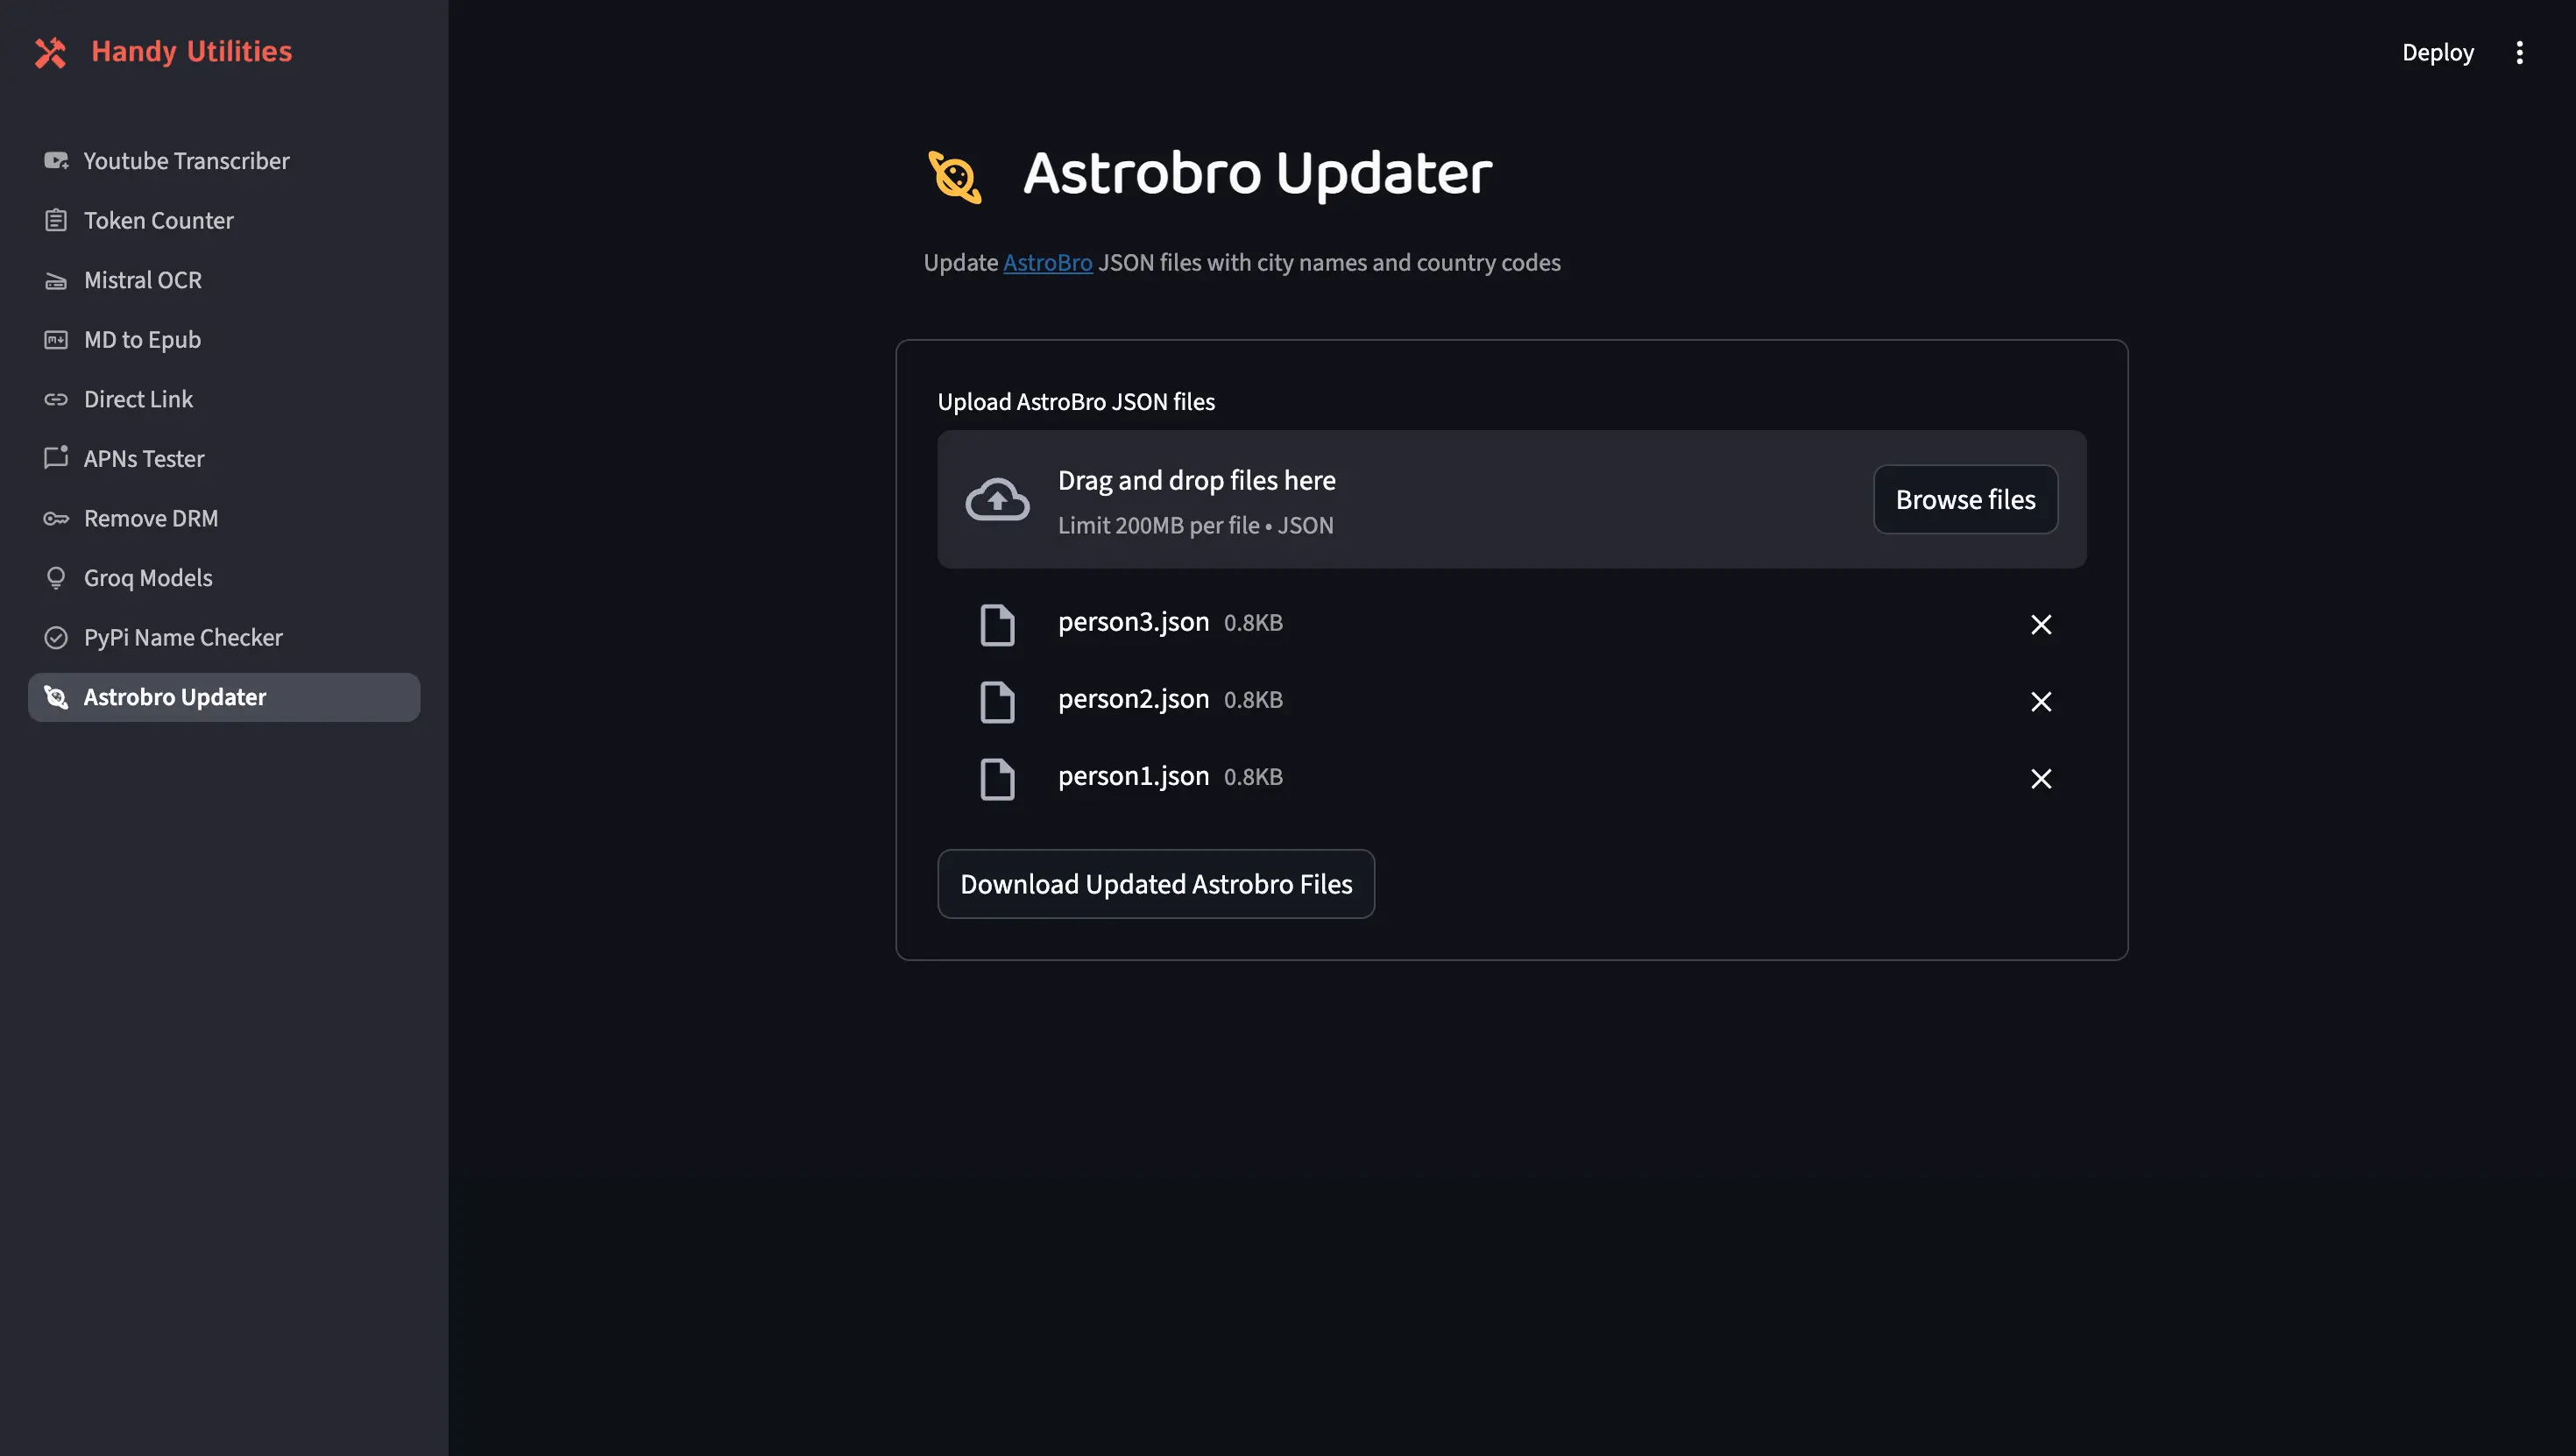 Handy Utilities
Youtube Transcriber
Token Counter
Mistral OCR
MD to Epub
Direct Link
APNs Tester
Remove DRM
Groq Models
PyPi Name Checker
Astrobro Updater
Deploy
Astrobro Updater
Update AstroBro JSON files with city names and country codes
Upload AstroBro JSON files
Drag and drop files here
Limit 200MB per file • JSON
Browse files
person3.json 0.8KB
person2.json 0.8KB
person1.json 0.8KB
Download Updated Astrobro Files